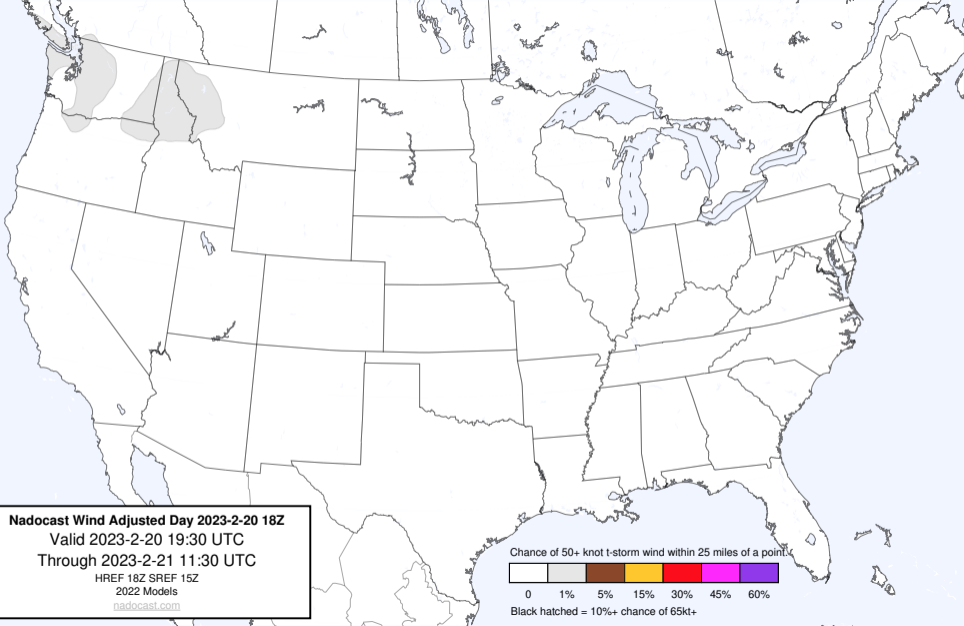 Nadocast Wind Adjusted Day 2023-2-20 18Z
Valid 2023-2-20 19:30 UTC
Through 2023-2-21 11:30 UTC
HREF 18Z SREF 15Z
2022 Models
nadocast.com
Chance of 50+ knot t-storm wind within 25 miles of a point.
0 1% 5% 15% 30% 45% 60%
Black hatched = 10%+ chance of 65kt+